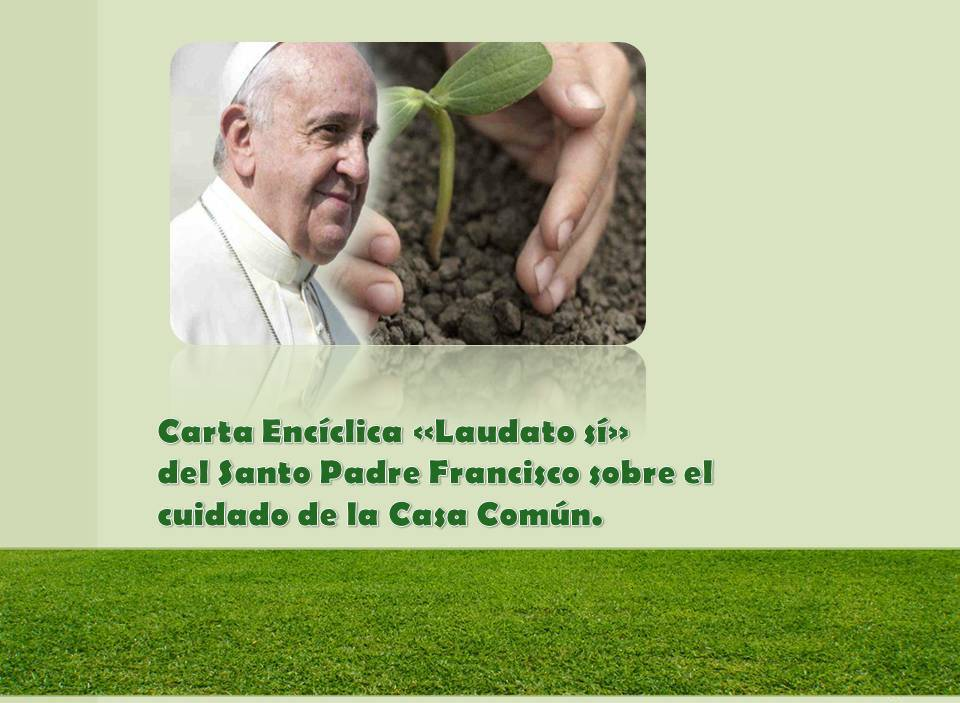 Carta Encíclica «Laudato sí»
del Santo Padre Francisco sobre el
cuidado de la Casa Común.